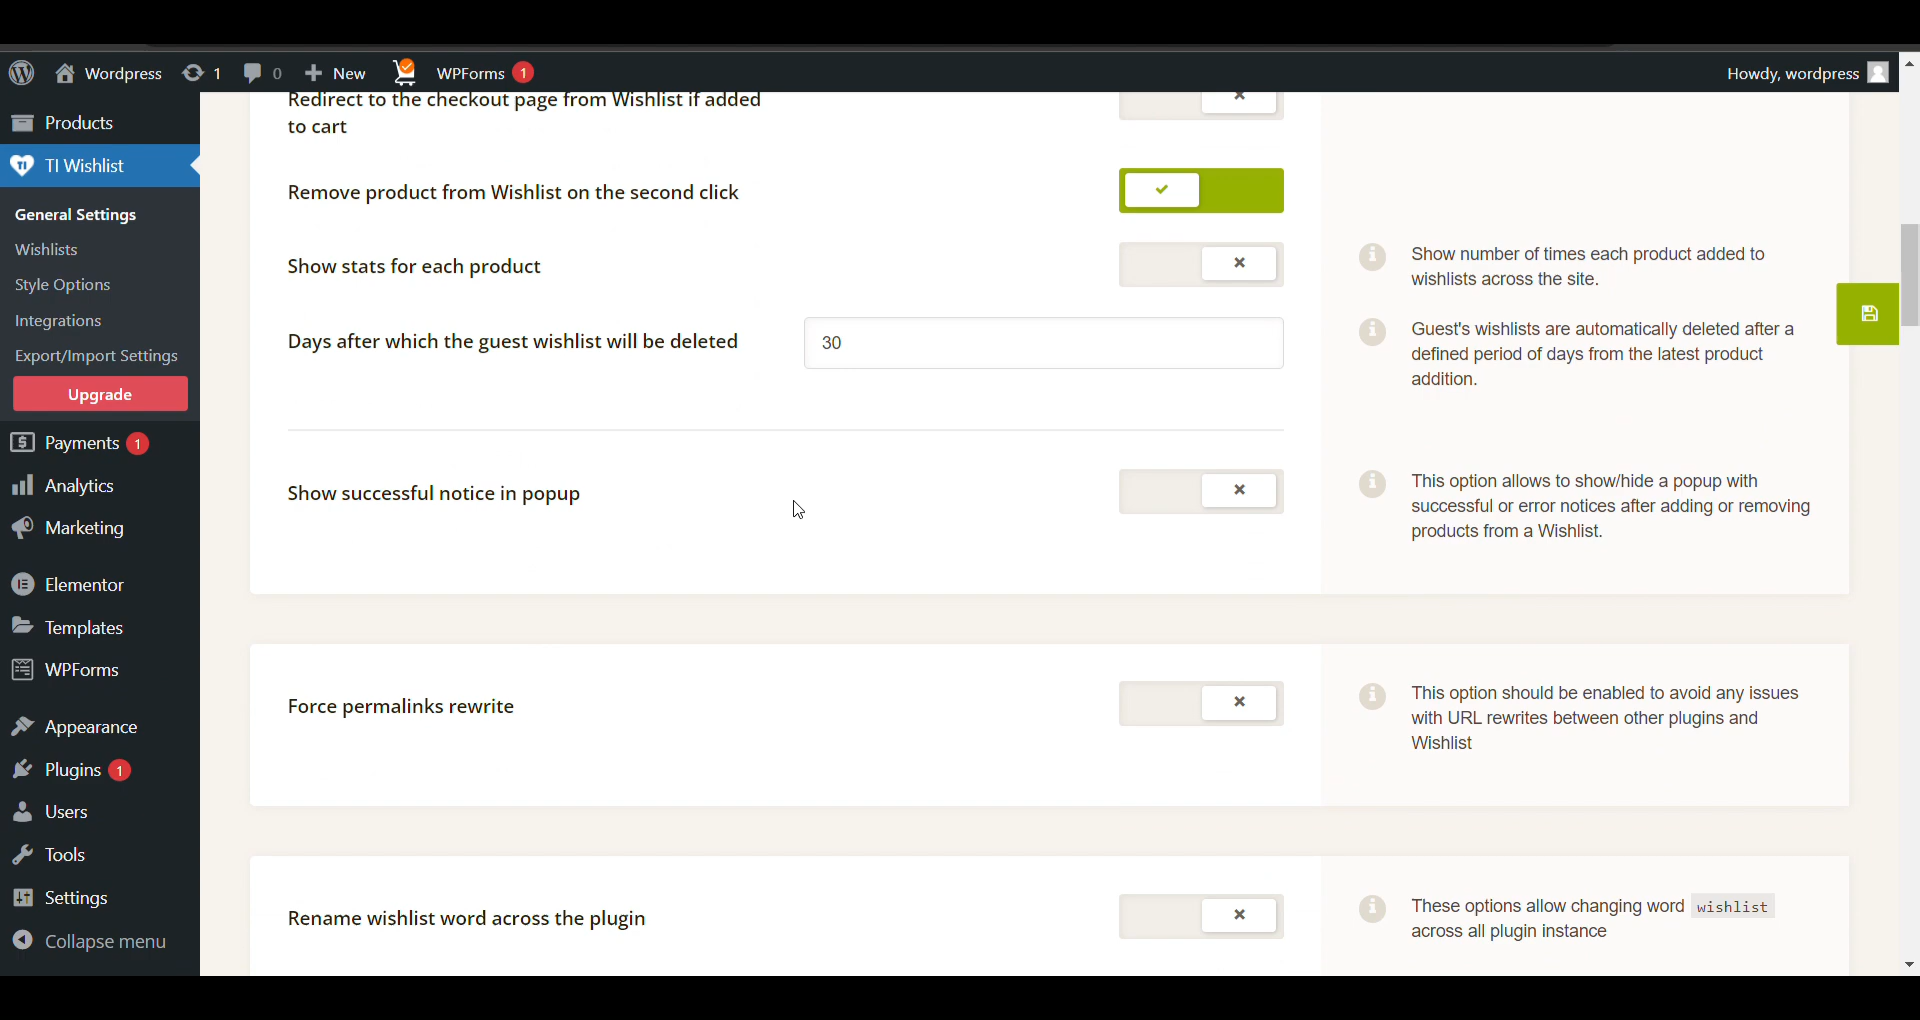 Wordpress 1 0 New WPForms 1 Howdy, wordpress
Products
TI Wishlist
General Settings
Wishlists
Style Options
Integrations
Export/Import Settings
Upgrade
Payments 1
Analytics
Marketing
Elementor
Templates
WPForms
Appearance
Plugins 1
Users
Tools
Settings
Collapse menu
Redirect to the checkout page from Wishlist if added
to cart
Remove product from Wishlist on the second click
Show stats for each product
Show number of times each product added to
wishlists across the site.
Days after which the guest wishlist will be deleted
30
Guest's wishlists are automatically deleted after a
defined period of days from the latest product
addition.
Show successful notice in popup
This option allows to show/hide a popup with
successful or error notices after adding or removing
products from a Wishlist.
Force permalinks rewrite
This option should be enabled to avoid any issues
with URL rewrites between other plugins and
Wishlist
Rename wishlist word across the plugin
These options allow changing word wishlist
across all plugin instance